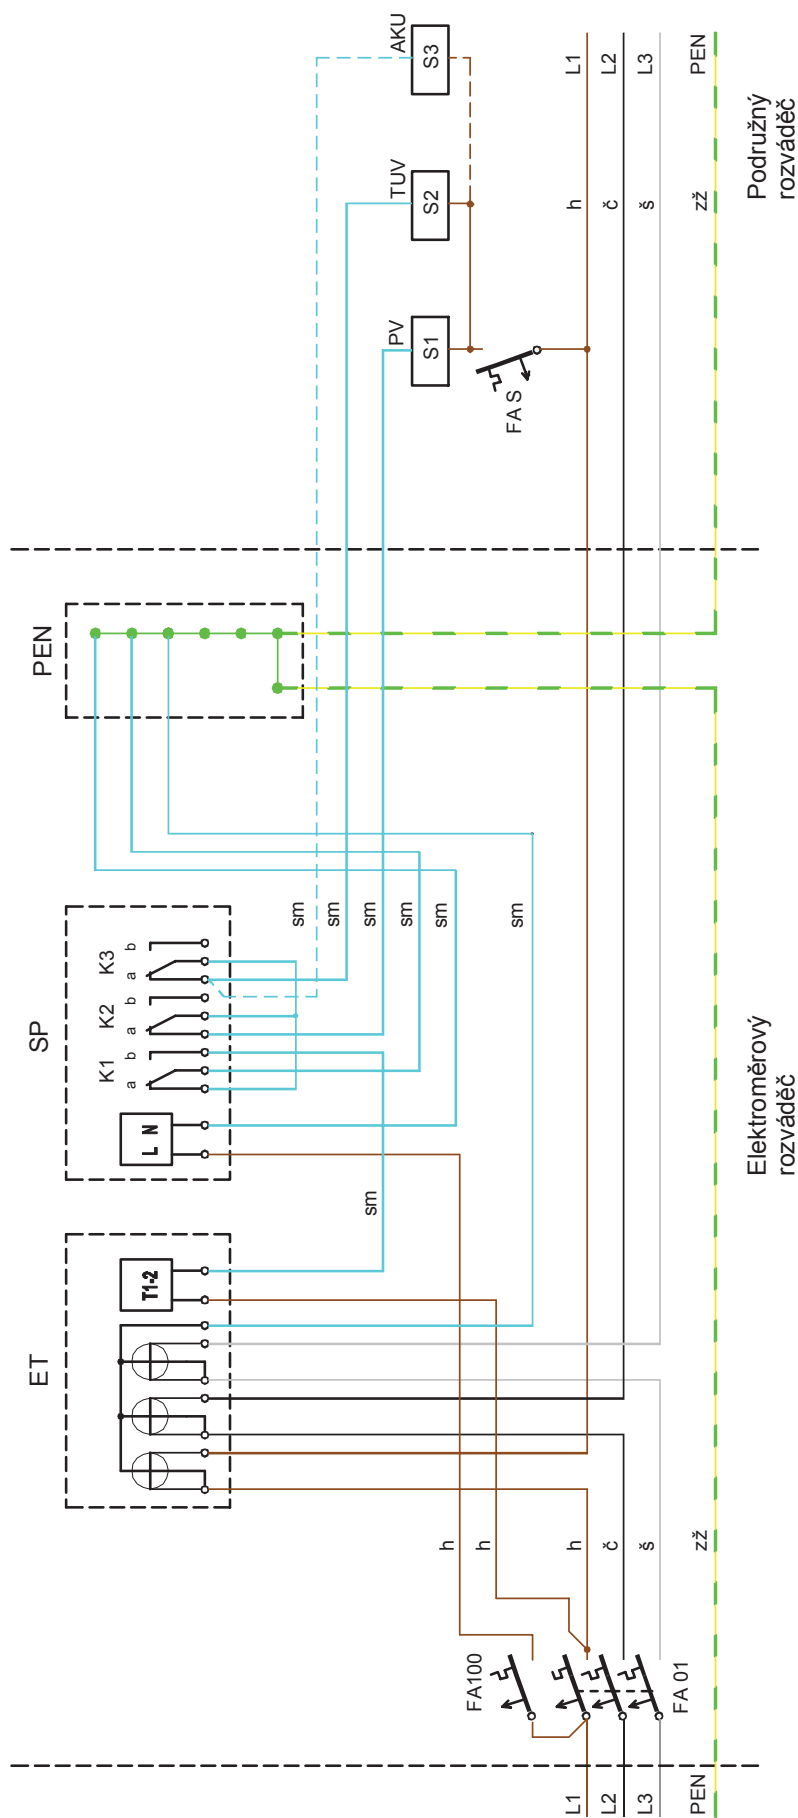 AKU
S3
TUV
S2
PV
S1
FA S
L1
L2
L3
PEN
h
č
š
zž
Podružný
rozváděč
PEN
SP
K3
a
b
K2
a
b
K1
a
b
L N
sm
sm
sm
sm
sm
sm
sm
ET
T1-2
Elektroměrový
rozváděč
h
h
h
č
š
zž
FA100
FA 01
L1
L2
L3
PEN